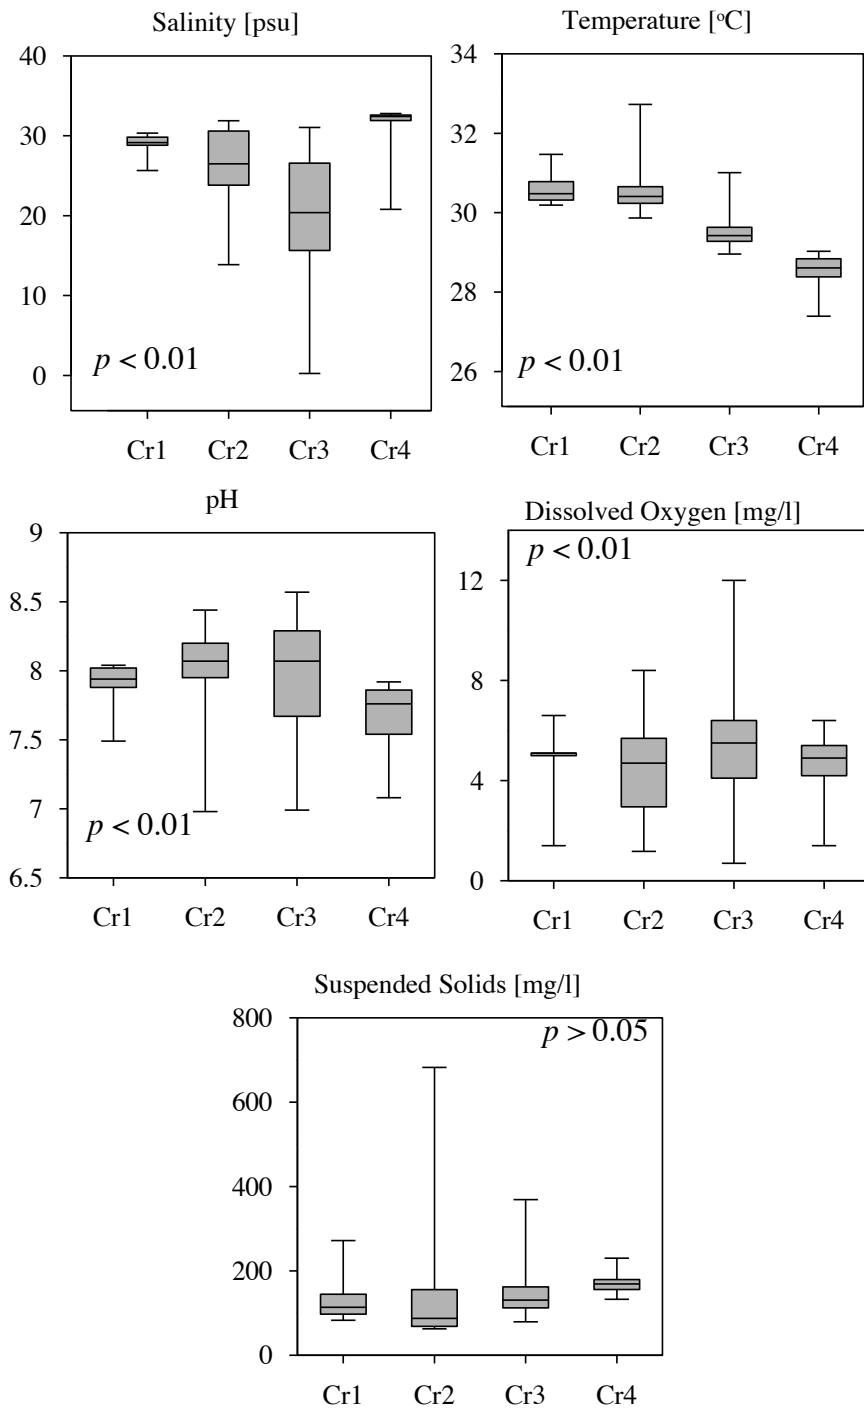 Salinity [psu]
40
30
20
10
0
p < 0.01
Cr1 Cr2 Cr3 Cr4
Temperature [°C]
34
32
30
28
26
p < 0.01
Cr1 Cr2 Cr3 Cr4
pH
9
8.5
8
7.5
7
6.5
p < 0.01
Cr1 Cr2 Cr3 Cr4
Dissolved Oxygen [mg/l]
p < 0.01
12
8
4
0
Cr1 Cr2 Cr3 Cr4
Suspended Solids [mg/l]
800
p > 0.05
600
400
200
0
Cr1 Cr2 Cr3 Cr4